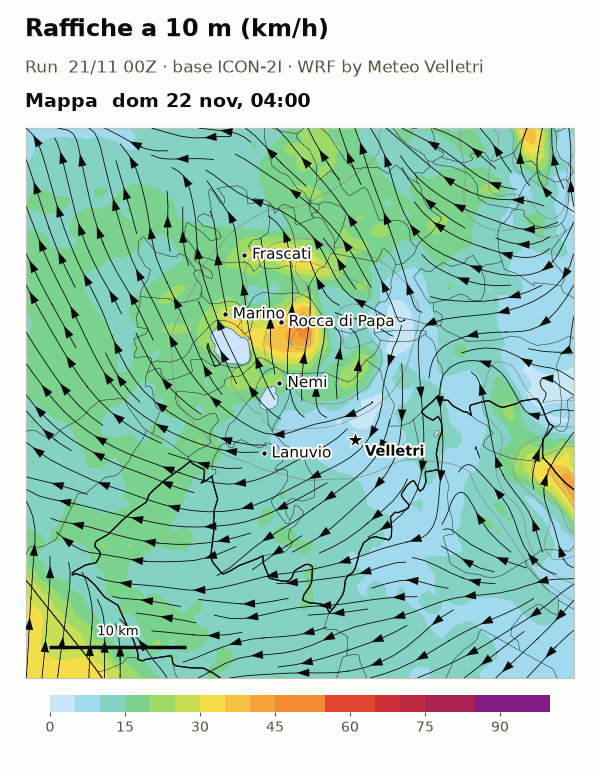 Raffiche a 10 m (km/h)
Run  21/11 00Z · base ICON-2I · WRF by Meteo Velletri
Mappa  dom 22 nov, 04:00
Frascati
Marino
Rocca di Papa
Nemi
Velletri
Lanuvio
10 km
0 15 30 45 60 75 90